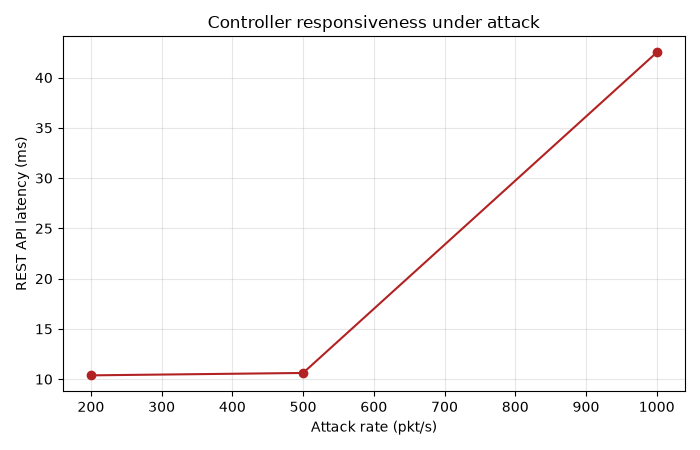 Controller responsiveness under attack
REST API latency (ms)
40
35
30
25
20
15
10
200 300 400 500 600 700 800 900 1000
Attack rate (pkt/s)